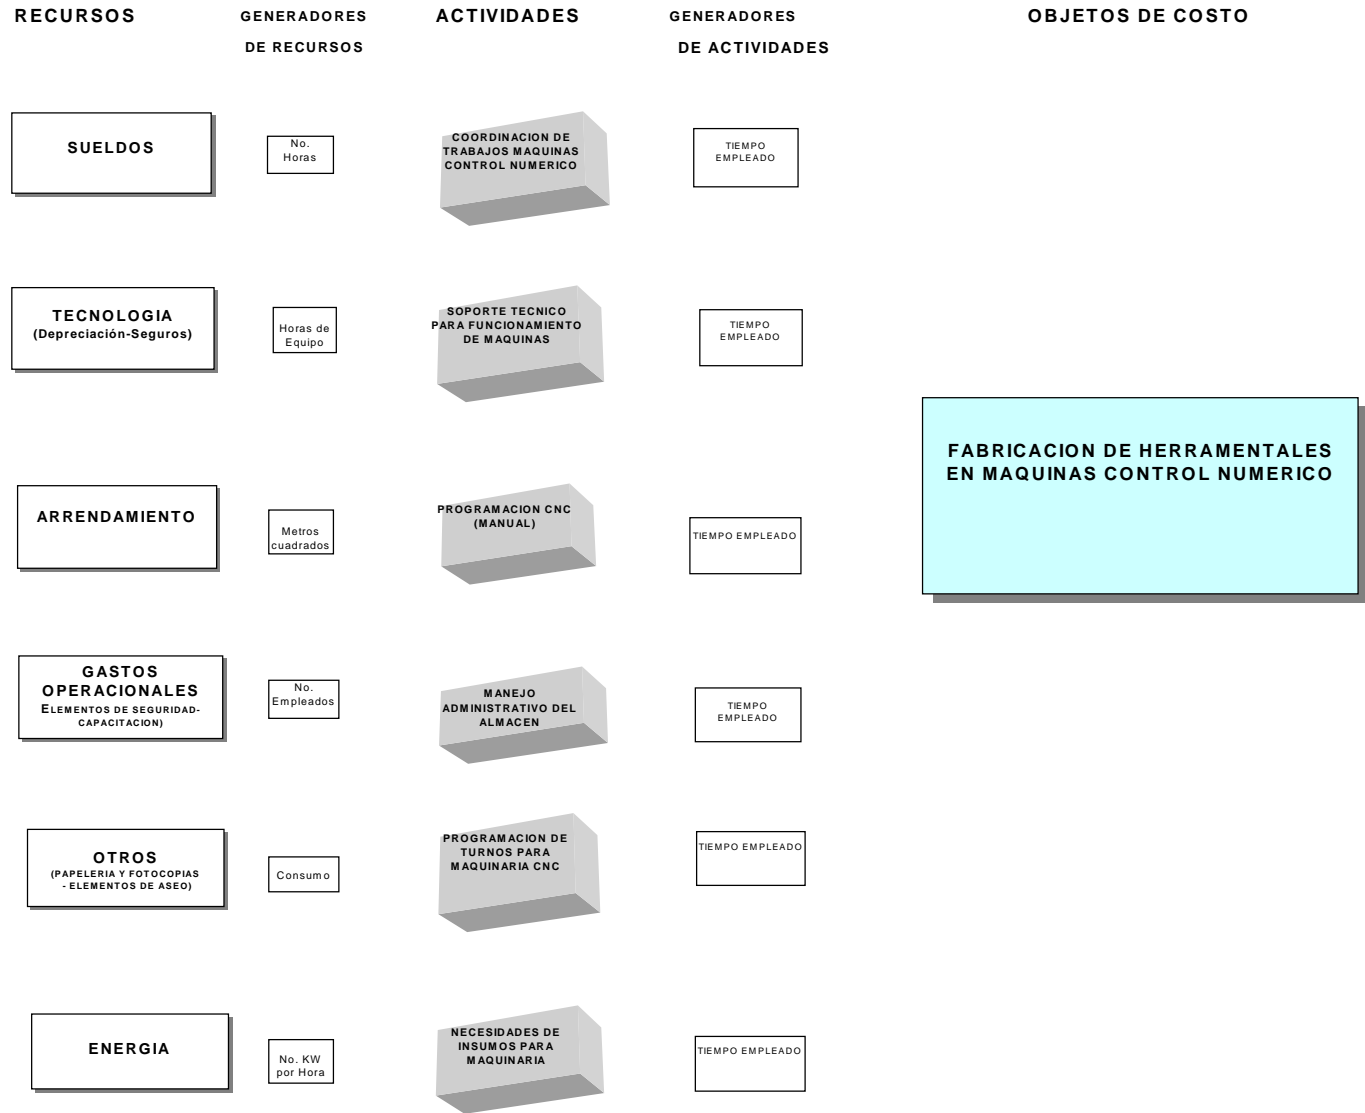 RECURSOS
GENERADORES
DE RECURSOS
ACTIVIDADES
GENERADORES
DE ACTIVIDADES
OBJETOS DE COSTO
SUELDOS
No.
Horas
COORDINACION DE
TRABAJOS MAQUINAS
CONTROL NUMERICO
TIEMPO
EMPLEADO
TECNOLOGIA
(Depreciación-Seguros)
Horas de
Equipo
SOPORTE TECNICO
PARA FUNCIONAMIENTO
DE MAQUINAS
TIEMPO
EMPLEADO
FABRICACION DE HERRAMENTALES
EN MAQUINAS CONTROL NUMERICO
ARRENDAMIENTO
Metros
cuadrados
PROGRAMACION CNC
(MANUAL)
TIEMPO EMPLEADO
GASTOS
OPERACIONALES
ELEMENTOS DE SEGURIDAD-
CAPACITACION)
No.
Empleados
MANEJO
ADMINISTRATIVO DEL
ALMACEN
TIEMPO
EMPLEADO
OTROS
(PAPELERIA Y FOTOCOPIAS
- ELEMENTOS DE ASEO)
Consumo
PROGRAMACION DE
TURNOS PARA
MAQUINARIA CNC
TIEMPO EMPLEADO
ENERGIA
No. KW
por Hora
NECESIDADES DE
INSUMOS PARA
MAQUINARIA
TIEMPO EMPLEADO